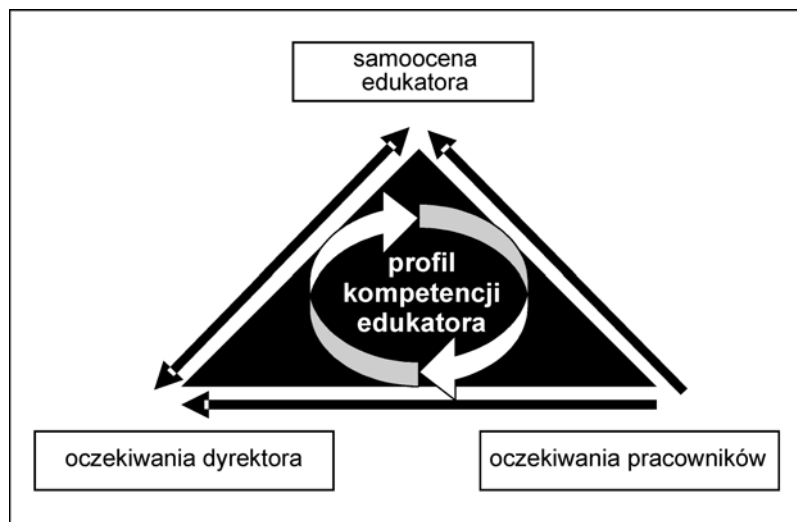 samoocena
edukatora
profil
kompetencji
edukatora
oczekiwania dyrektora
oczekiwania pracowników